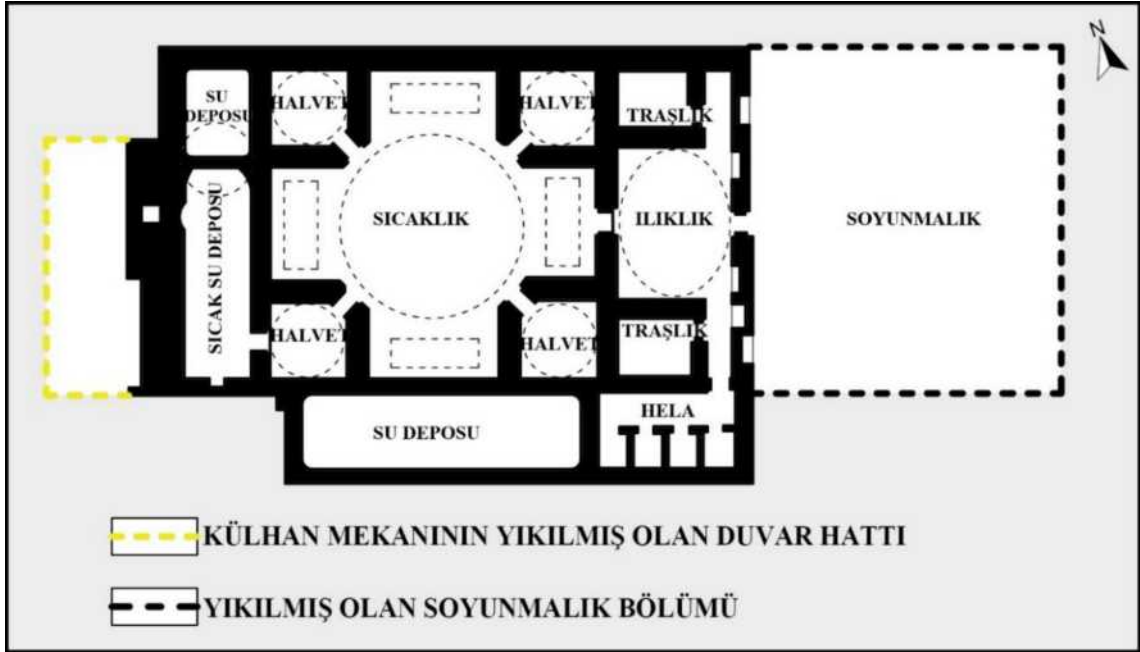 N
SU
DEPOSU
HALVET
HALVET
TRAŞLIK
SICAK SU DEPOSU
SICAKLIK
ILIKLIK
SOYUNMALIK
HALVET
HALVET
TRAŞLIK
SU DEPOSU
HELA
KÜLHAN MEKANININ YIKILMIŞ OLAN DUVAR HATTI
YIKILMIŞ OLAN SOYUNMALIK BÖLÜMÜ